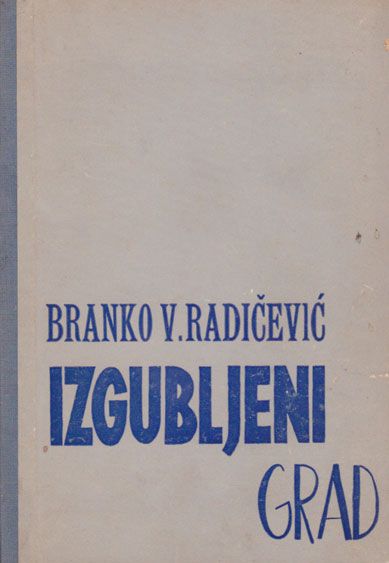 BRANKO V. RADIČEVIĆ
IZGUBLJENI
GRAD